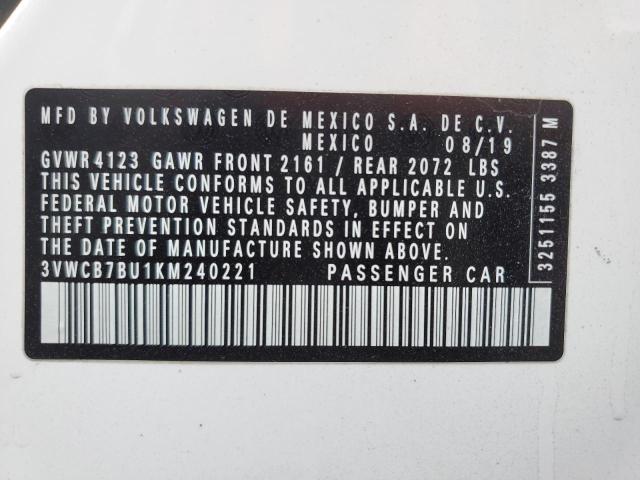 MFD BY VOLKSWAGEN DE MEXICO S.A. DE C.V.
MEXICO 08/19
GVWR 4123 GAWR FRONT 2161 / REAR 2072 LBS
THIS VEHICLE CONFORMS TO ALL APPLICABLE U.S.
FEDERAL MOTOR VEHICLE SAFETY, BUMPER AND
THEFT PREVENTION STANDARDS IN EFFECT ON
THE DATE OF MANUFACTURE SHOWN ABOVE.
3VWCB7BU1KM240221 PASSENGER CAR
3251155 3387 M